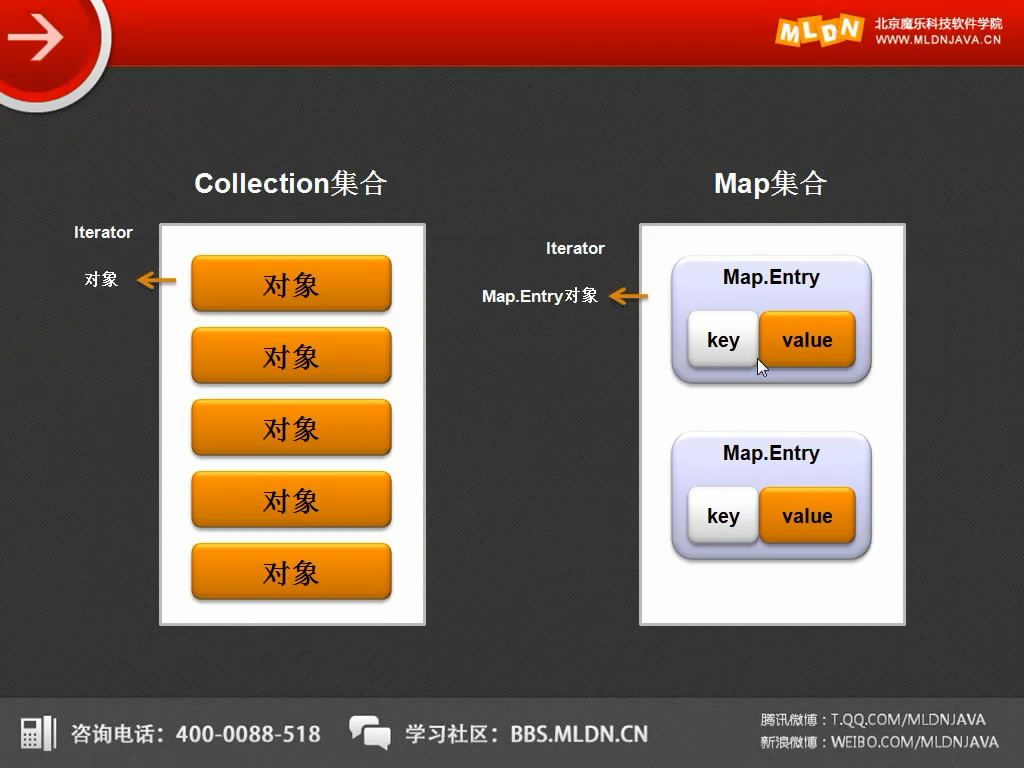 MLDN
北京魔乐科技软件学院
WWW.MLDNJAVA.CN
Collection集合
Iterator
对象
对象
对象
对象
对象
对象
Map集合
Iterator
Map.Entry对象
Map.Entry
key value
Map.Entry
key value
咨询电话：400-0088-518
学习社区：BBS.MLDN.CN
腾讯微博：T.QQ.COM/MLDNJAVA
新浪微博：WEIBO.COM/MLDNJAVA